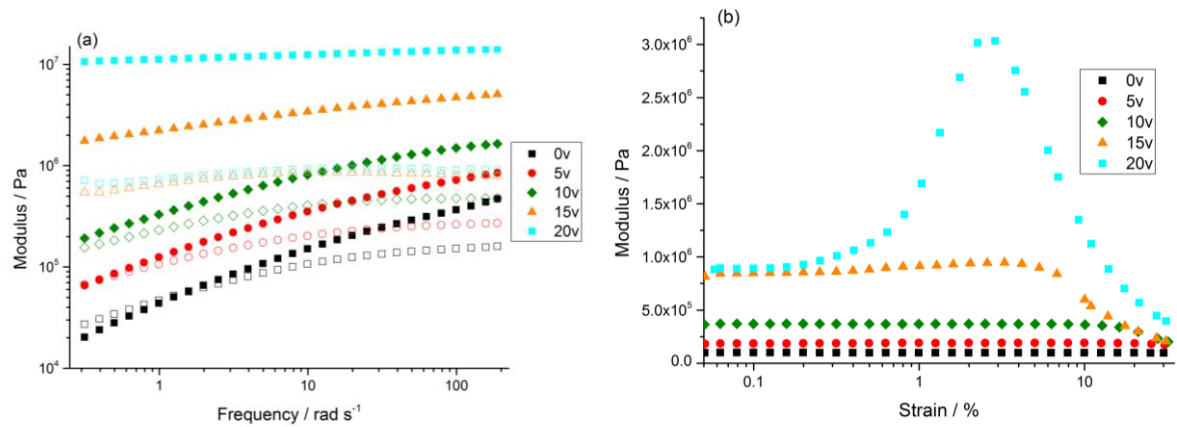 (a)
10⁷
10⁶
10⁵
10⁴
Modulus / Pa
1
10
100
Frequency / rad s⁻¹
0v
5v
10v
15v
20v
(b)
3.0x10⁶
2.5x10⁶
2.0x10⁶
1.5x10⁶
1.0x10⁶
5.0x10⁵
0.0
Modulus / Pa
0.1
1
10
Strain / %
0v
5v
10v
15v
20v